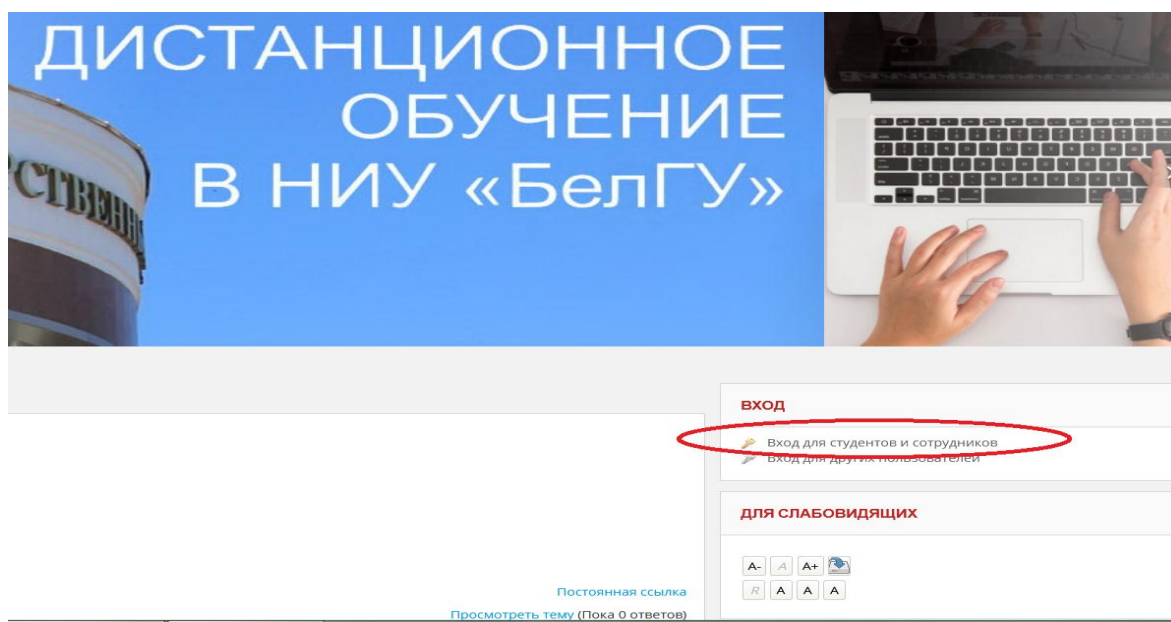 ДИСТАНЦИОННОЕ
ОБУЧЕНИЕ
В НИУ «БелГУ»
ВХОД
Вход для студентов и сотрудников
Вход для других пользователей
ДЛЯ СЛАБОВИДЯЩИХ
A- A A+
R A A A
Постоянная ссылка
Просмотреть тему (Пока 0 ответов)